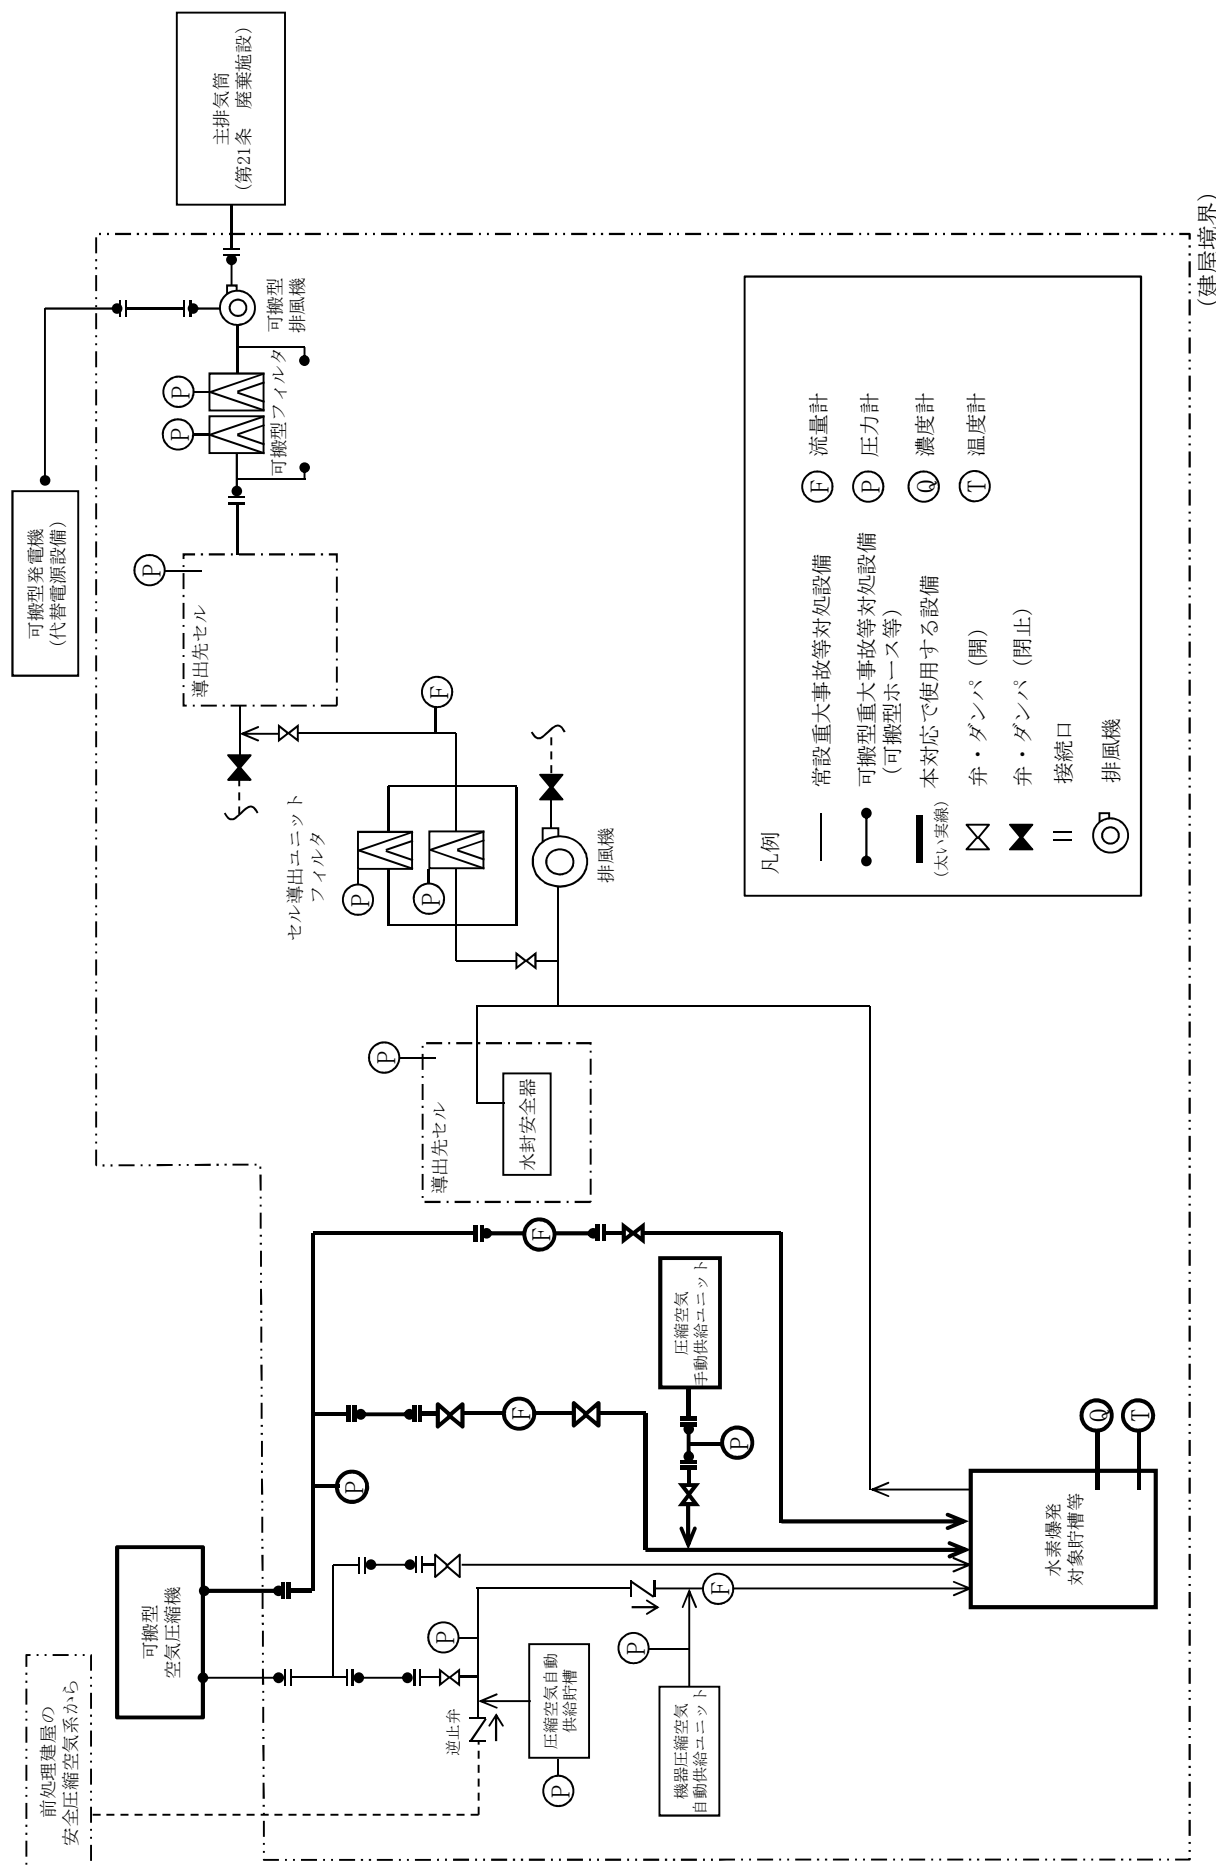 前処理建屋の
安全圧縮空気系から
可搬型発電機
(代替電源設備)
可搬型
空気圧縮機
P
P
P
主排気筒
(第21条　廃棄施設)
導出先セル
可搬型フィルタ
可搬型
排風機
セル導出ユニット
フィルタ
P
P
P
P
F
導出先セル
水封安全器
P
逆止弁
F
F
P
圧縮空気自動
供給貯槽
排風機
P
機器圧縮空気
自動供給ユニット
圧縮空気
手動供給ユニット
F
P
水素爆発
対象貯槽等
Q
T
凡例
常設重大事故等対処設備
F 流量計
可搬型重大事故等対処設備
(可搬型ホース等)
P 圧力計
本対応で使用する設備
(太い実線)
Q 濃度計
弁・ダンパ (開)
T 温度計
弁・ダンパ (閉止)
接続口
排風機
(建屋境界)